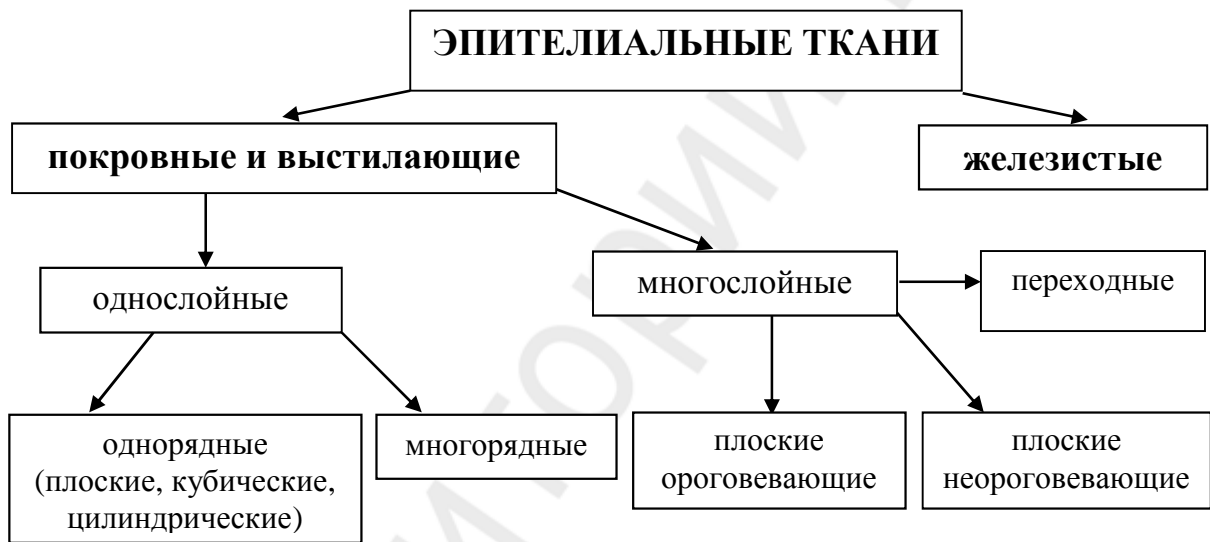 ЭПИТЕЛИАЛЬНЫЕ ТКАНИ
покровные и выстилающие
железистые
однослойные
многослойные
переходные
однорядные
(плоские, кубические,
цилиндрические)
многорядные
плоские
ороговевающие
плоские
неороговевающие